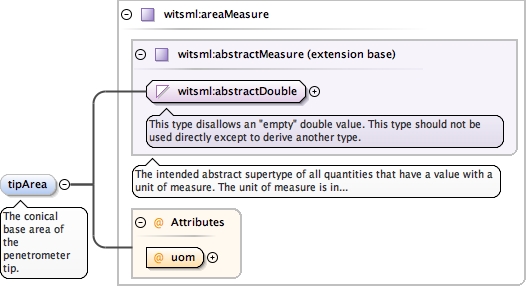 witsml:areaMeasure
witsml:abstractMeasure (extension base)
witsml:abstractDouble
This type disallows an "empty" double value. This type should not be
used directly except to derive another type.
The intended abstract supertype of all quantities that have a value with a
unit of measure. The unit of measure is in...
tipArea
The conical
base area of
the
penetrometer
tip.
@ Attributes
@ uom